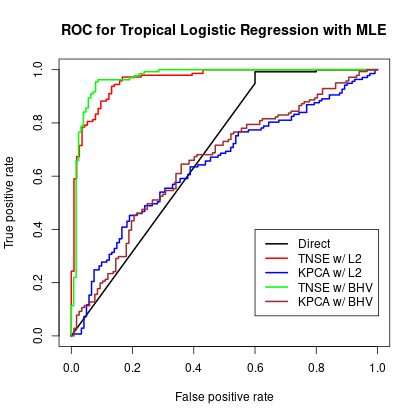 ROC for Tropical Logistic Regression with MLE
True positive rate
1.0
0.8
0.6
0.4
0.2
0.0
Direct
TNSE w/ L2
KPCA w/ L2
TNSE w/ BHV
KPCA w/ BHV
0.0 0.2 0.4 0.6 0.8 1.0
False positive rate